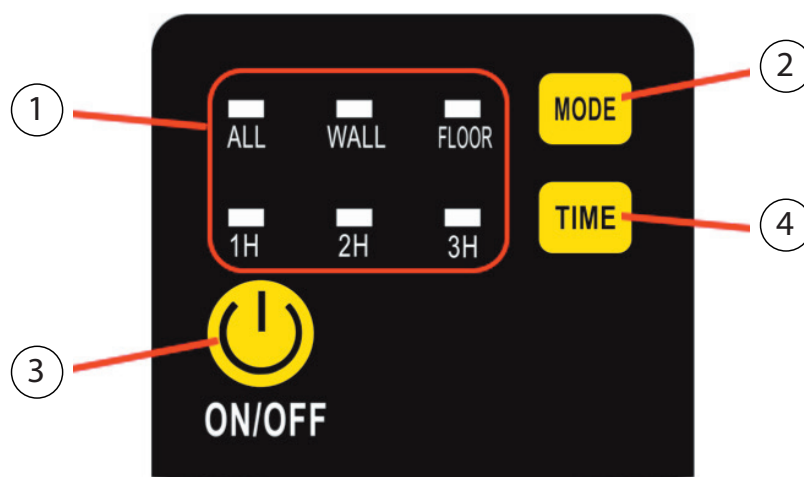 1
2
MODE
ALL WALL FLOOR
TIME
4
1H 2H 3H
3
ON/OFF